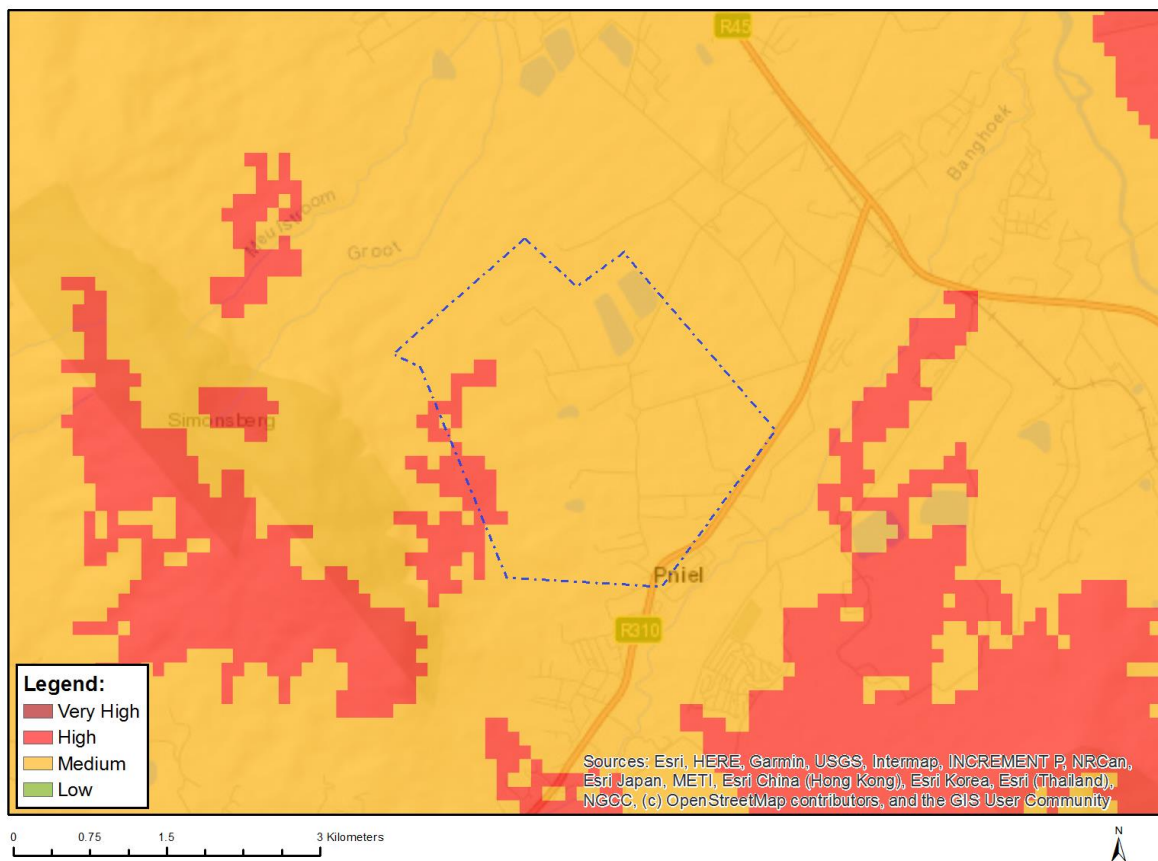 R45
Banghoek
Meulstroom
Groot
Simonsberg
Pniel
R310
Legend:
Very High
High
Medium
Low
Sources: Esri, HERE, Garmin, USGS, Intermap, INCREMENT P, NRCan,
Esri Japan, METI, Esri China (Hong Kong), Esri Korea, Esri (Thailand),
NGCC, (c) OpenStreetMap contributors, and the GIS User Community
0 0.75 1.5 3 Kilometers
N